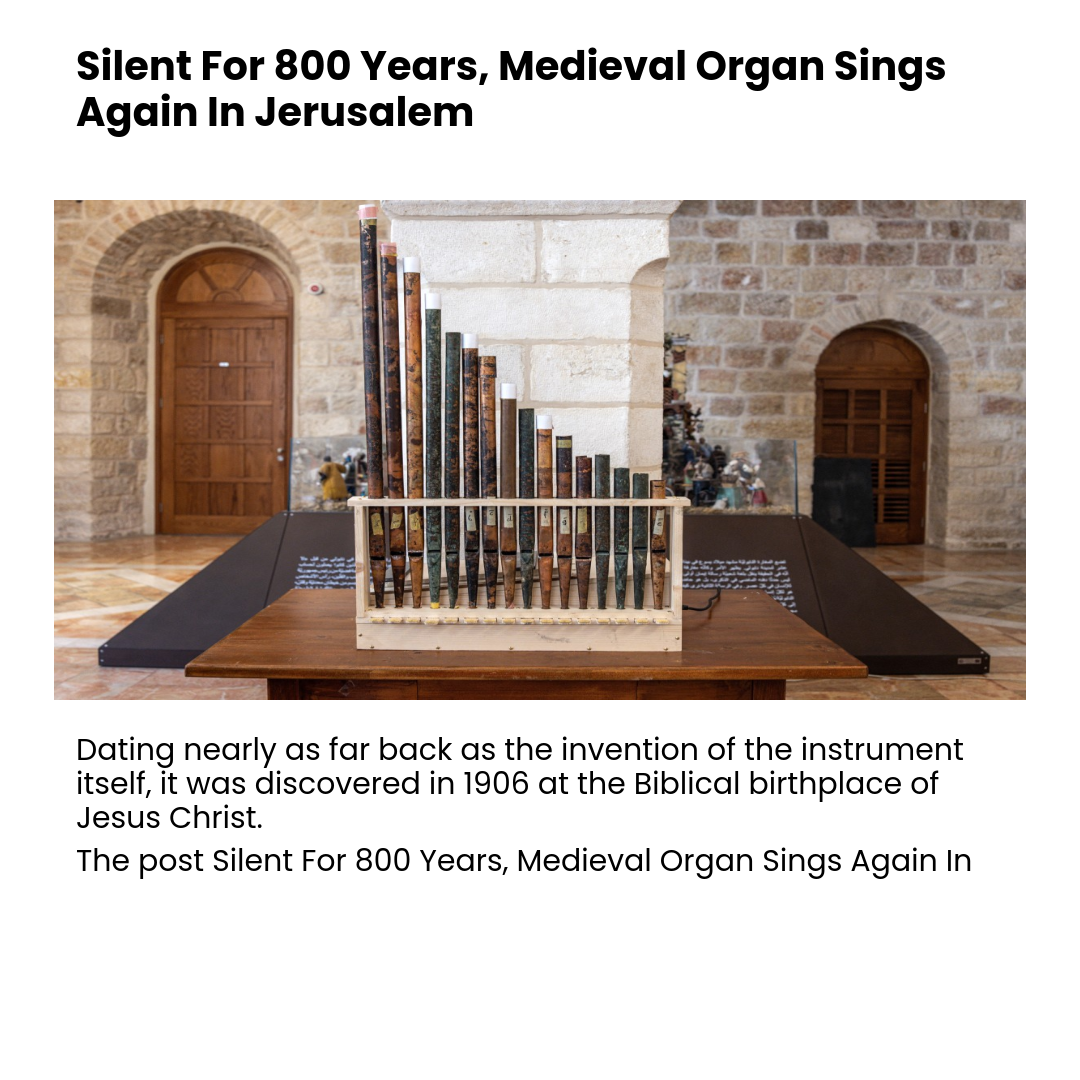 Silent For 800 Years, Medieval Organ Sings
Again In Jerusalem
Dating nearly as far back as the invention of the instrument
itself, it was discovered in 1906 at the Biblical birthplace of
Jesus Christ.
The post Silent For 800 Years, Medieval Organ Sings Again In